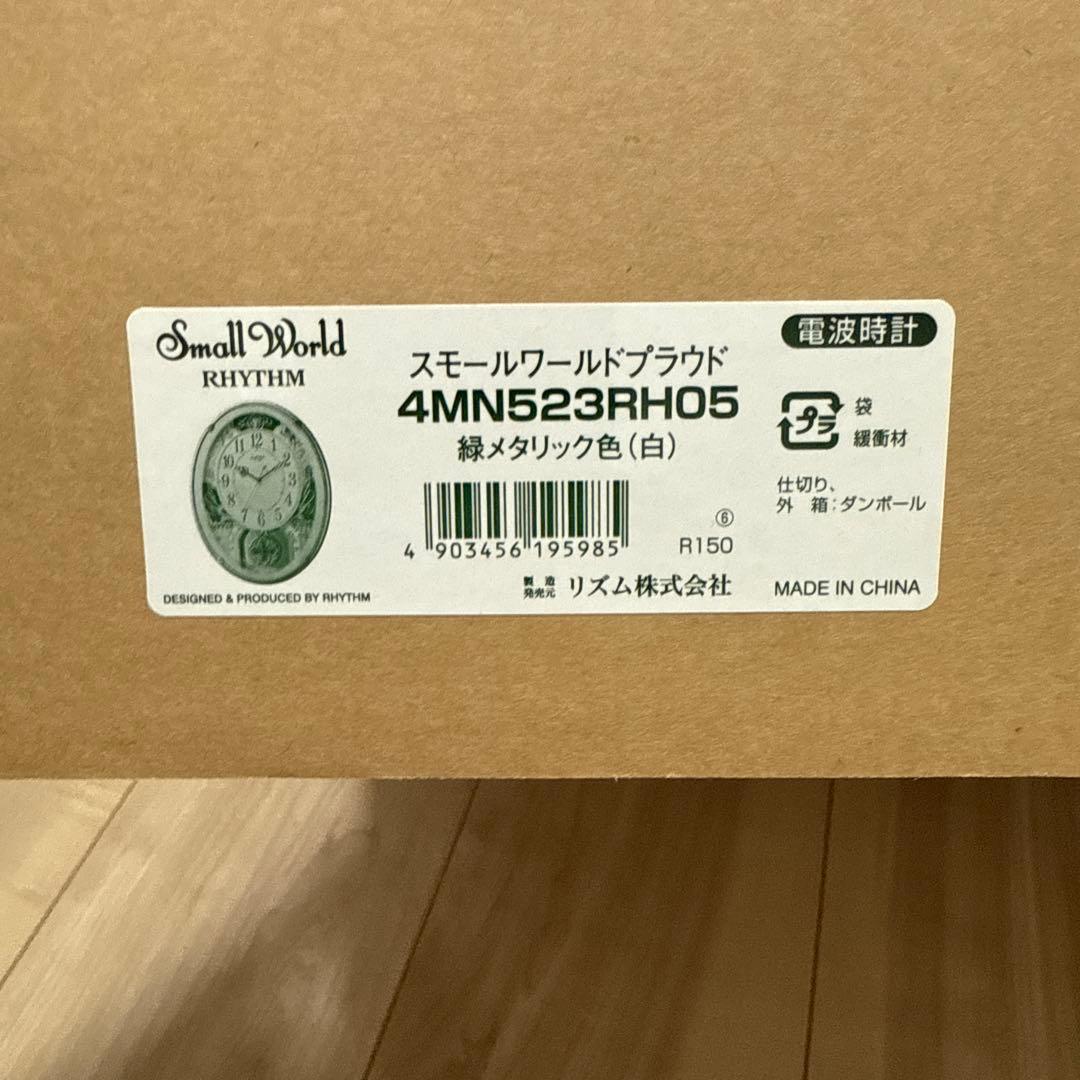 Small World
RHYTHM
DESIGNED & PRODUCED BY RHYTHM
スモールワールドプラウド
4MN523RH05
緑メタリック色(白)
4 903456 195985
⑥
R150
製造
発売元 リズム株式会社
電波時計
プラ
袋
緩衝材
仕切り、
外 箱:ダンボール
MADE IN CHINA